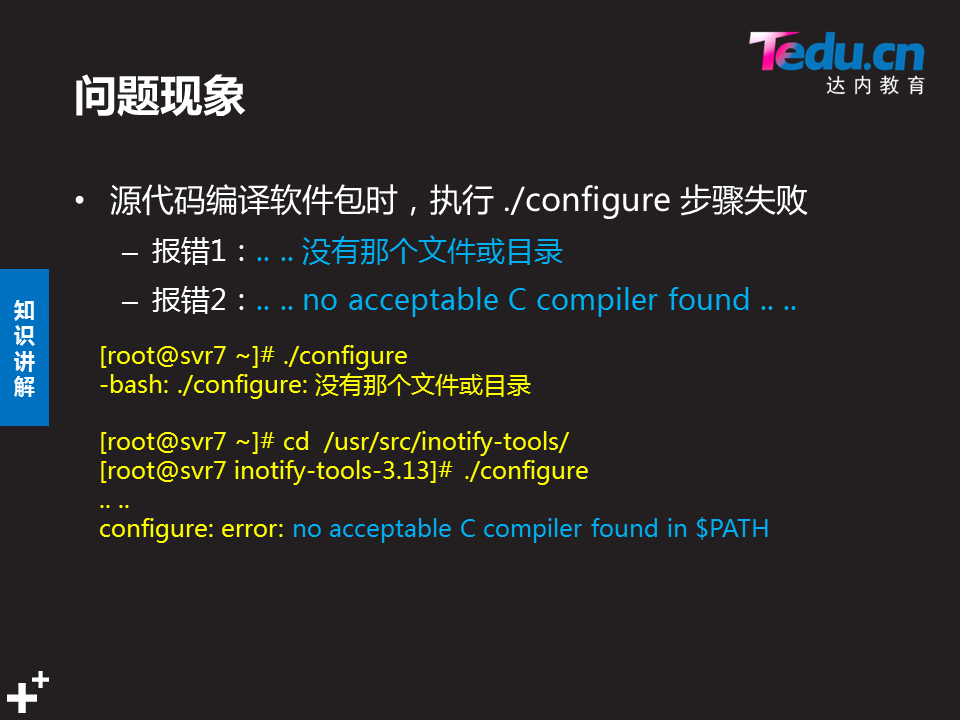 Tedu.cn
达内教育
问题现象
• 源代码编译软件包时，执行 ./configure 步骤失败
– 报错1：.. .. 没有那个文件或目录
– 报错2：.. .. no acceptable C compiler found .. ..
知识讲解
[root@svr7 ~]# ./configure
-bash: ./configure: 没有那个文件或目录
[root@svr7 ~]# cd  /usr/src/inotify-tools/
[root@svr7 inotify-tools-3.13]# ./configure
.. ..
configure: error: no acceptable C compiler found in $PATH